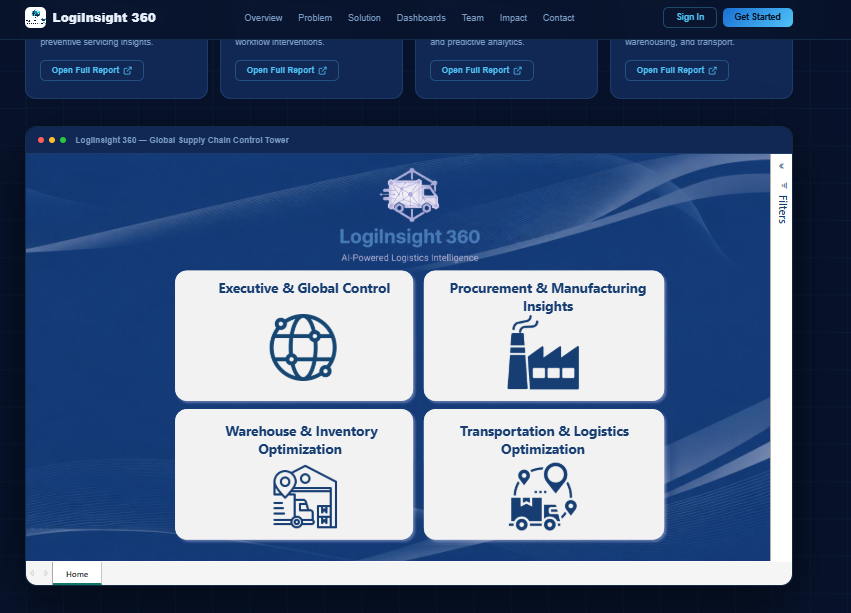 LogiInsight 360
Overview Problem Solution Dashboards Team Impact Contact
Sign In Get Started
preventive servicing insights. workflow interventions. and predictive analytics. warehousing, and transport.
Open Full Report Open Full Report Open Full Report Open Full Report
LogiInsight 360 — Global Supply Chain Control Tower
Filters
LogiInsight 360
AI-Powered Logistics Intelligence
Executive & Global Control
Procurement & Manufacturing
Insights
Warehouse & Inventory
Optimization
Transportation & Logistics
Optimization
Home